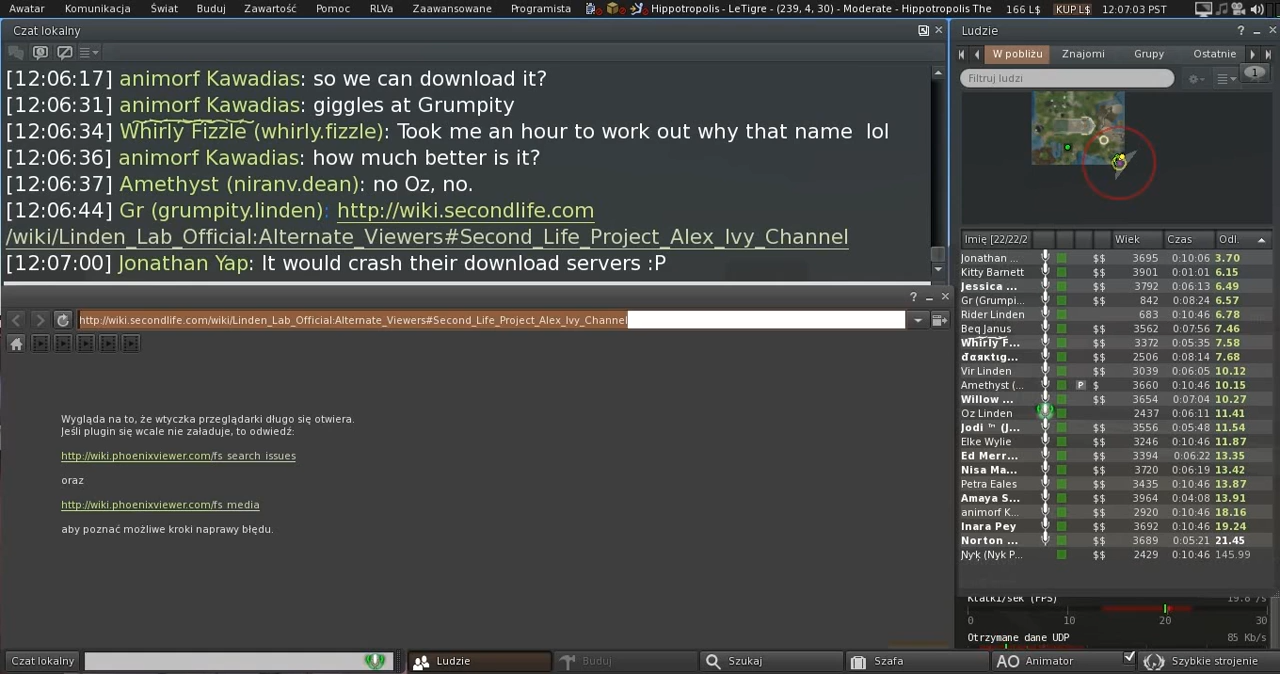 Awatar Komunikacja Świat Buduj Zawartość Pomoc RLVa Zaawansowane Programista Hippotropolis - LeTigre - (239, 4, 30) - Moderate - Hippotropolis The 166 L$ KUP L$ 12:07:03 PST
Czat lokalny
[12:06:17] animorf Kawadias: so we can download it?
[12:06:31] animorf Kawadias: giggles at Grumpity
[12:06:34] Whirly Fizzle (whirly.fizzle): Took me an hour to work out why that name lol
[12:06:36] animorf Kawadias: how much better is it?
[12:06:37] Amethyst (niranv.dean): no Oz, no.
[12:06:44] Gr (grumpity.linden): http://wiki.secondlife.com
/wiki/Linden_Lab_Official:Alternate_Viewers#Second_Life_Project_Alex_Ivy_Channel
[12:07:00] Jonathan Yap: It would crash their download servers :P
http://wiki.secondlife.com/wiki/Linden_Lab_Official:Alternate_Viewers#Second_Life_Project_Alex_Ivy_Channel
Wygląda na to, że wtyczka przeglądarki długo się otwiera.
Jeśli plugin się wcale nie załaduje, to odwiedź:
http://wiki.phoenixviewer.com/fs_search_issues
oraz
http://wiki.phoenixviewer.com/fs_media
aby poznać możliwe kroki naprawy błędu.
Ludzie
W pobliżu Znajomi Grupy Ostatnie
Filtruj ludzi
1
Imię [22/22/2 Wiek Czas Odl.
Jonathan ... $$ 3695 0:10:06 3.70
Kitty Barnett $$ 3901 0:01:01 6.15
Jessica ... $$ 3792 0:06:13 6.49
Gr (Grumpi... $$ 842 0:08:24 6.57
Rider Linden 683 0:10:46 6.78
Beq Janus $$ 3562 0:07:56 7.46
Whirly F... $$ 3372 0:05:35 7.58
$$ 2506 0:08:14 7.68
Vir Linden $$ 3039 0:06:05 10.12
Amethyst (... P $ 3660 0:10:46 10.15
Willow ... $$ 3654 0:07:04 10.27
Oz Linden 2437 0:06:11 11.41
Jodi ™ (J... $$ 3556 0:05:48 11.54
Elke Wylie $$ 3246 0:10:46 11.87
Ed Merr... $$ 3394 0:06:22 13.35
Nisa Ma... $$ 3720 0:06:19 13.42
Petra Eales $$ 3435 0:10:46 13.87
Amaya S... $$ 3964 0:04:08 13.91
animorf K... $$ 2920 0:10:46 18.16
Inara Pey $$ 3692 0:10:46 19.24
Norton ... $$ 3689 0:05:21 21.45
Nyk (Nyk P... $$ 2429 0:10:46 145.99
Klatki/sek (FPS) 19.6 /s
0 10 20 30
Otrzymane dane UDP 85 Kb/s
Czat lokalny Ludzie Buduj Szukaj Szafa AO Animator Szybkie strojenie